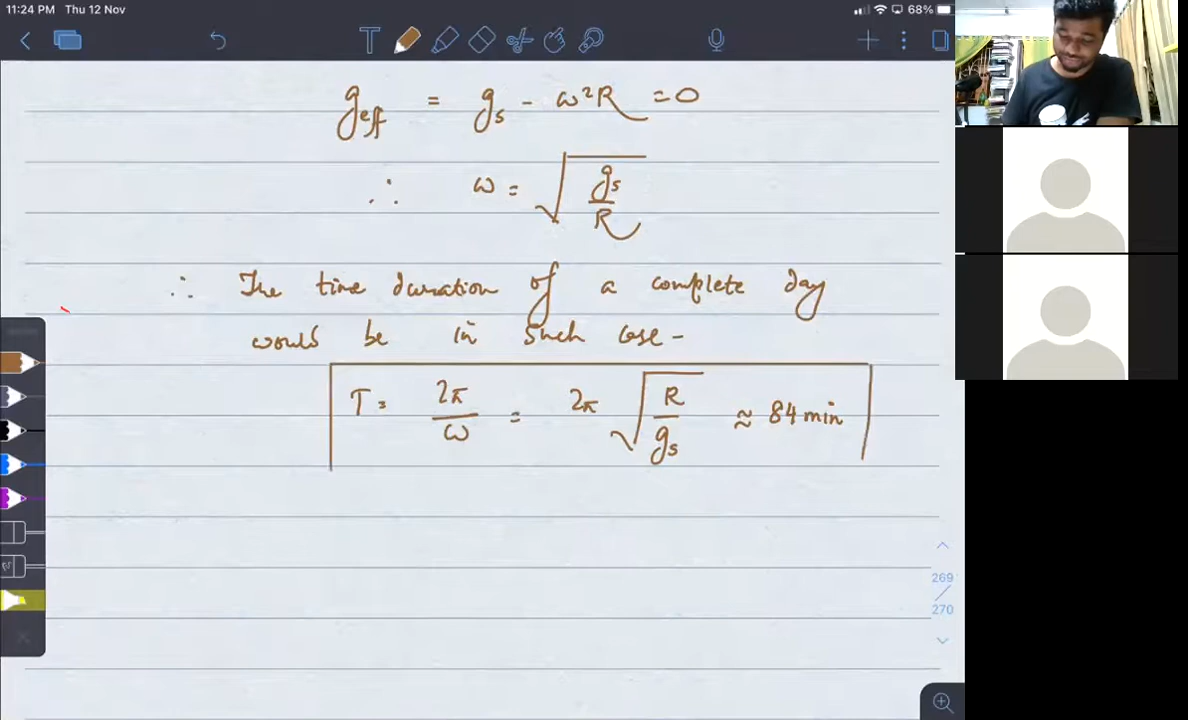 11:24 PM Thu 12 Nov
68%
g_eff = g_s - ω²R = 0
∴ ω = √(g_s/R)
∴ The time duration of a complete day
would be in such case -
T = 2π/ω = 2π √(R/g_s) ≈ 84 min
269
/
270